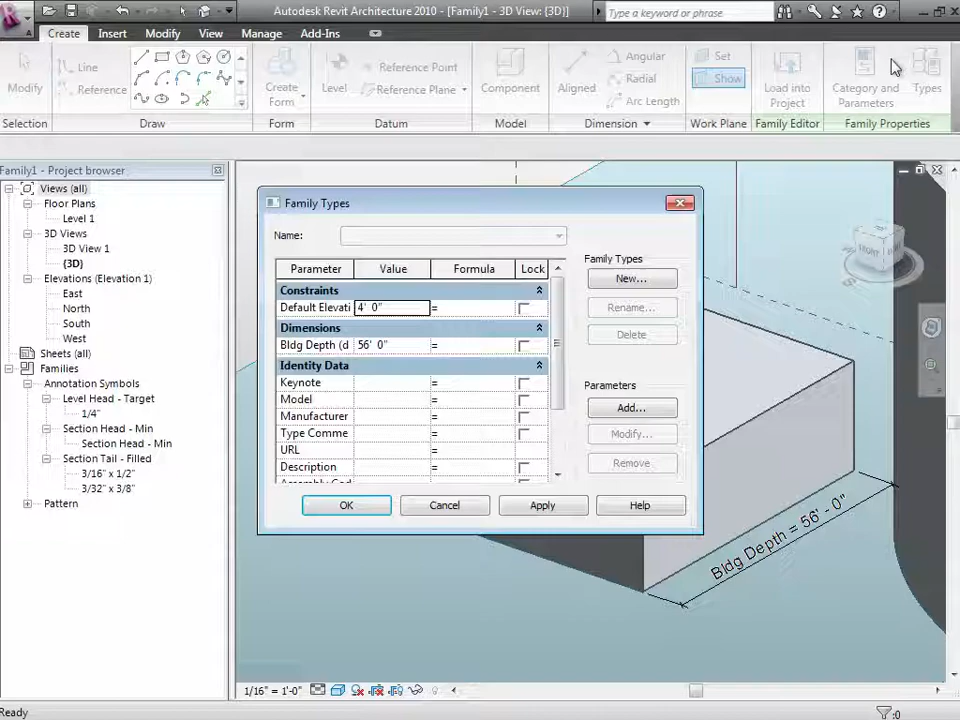 Autodesk Revit Architecture 2010 - [Family1 - 3D View: {3D}]
Type a keyword or phrase
Create Insert Modify View Manage Add-Ins
Modify
Line
Reference
Create Form
Level
Reference Point
Reference Plane
Component
Aligned
Angular
Radial
Arc Length
Set
Show
Load into Project
Category and Parameters
Types
Selection Draw Form Datum Model Dimension Work Plane Family Editor Family Properties
Family1 - Project browser
Views (all)
Floor Plans
Level 1
3D Views
3D View 1
{3D}
Elevations (Elevation 1)
East
North
South
West
Sheets (all)
Families
Annotation Symbols
Level Head - Target
1/4"
Section Head - Min
Section Head - Min
Section Tail - Filled
3/16" x 1/2"
3/32" x 3/8"
Pattern
Family Types
Name:
Parameter Value Formula Lock
Constraints
Default Elevati 4' 0" =
Dimensions
Bldg Depth (d 56' 0" =
Identity Data
Keynote =
Model =
Manufacturer =
Type Comme =
URL =
Description =
Family Types
New...
Rename...
Delete
Parameters
Add...
Modify...
Remove
OK Cancel Apply Help
FRONT
Bldg Depth = 56' - 0"
1/16" = 1'-0"
Ready
:0